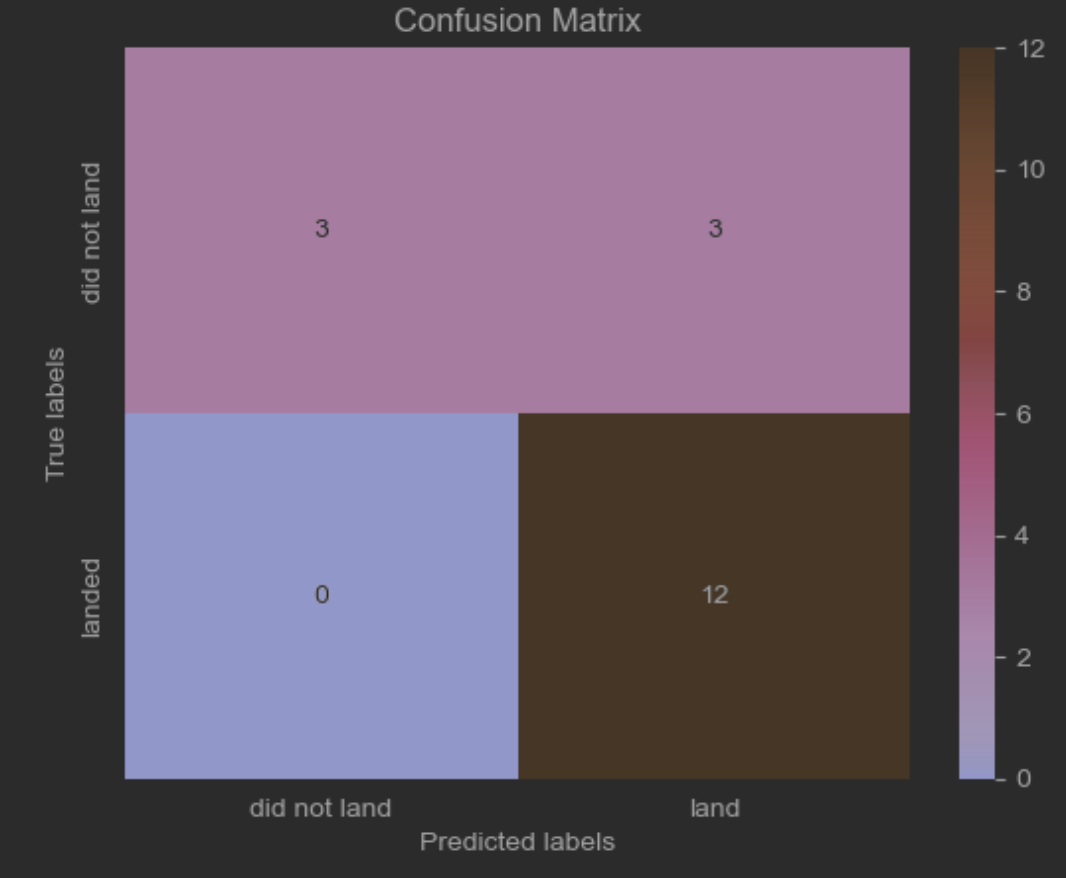 Confusion Matrix
True labels
did not land
landed
3
3
0
12
did not land
land
Predicted labels
12
10
8
6
4
2
0